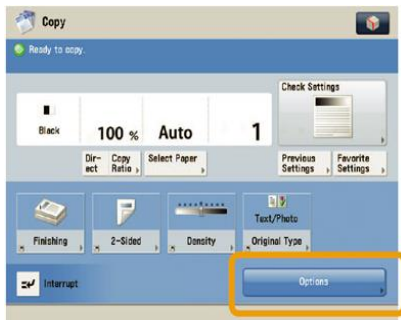 Copy
Ready to copy.
Check Settings
Black
100 %
Auto
1
Dir-
ect
Copy
Ratio
Select Paper
Previous
Settings
Favorite
Settings
Finishing
2-Sided
Density
Text/Photo
Original Type
Interrupt
Options